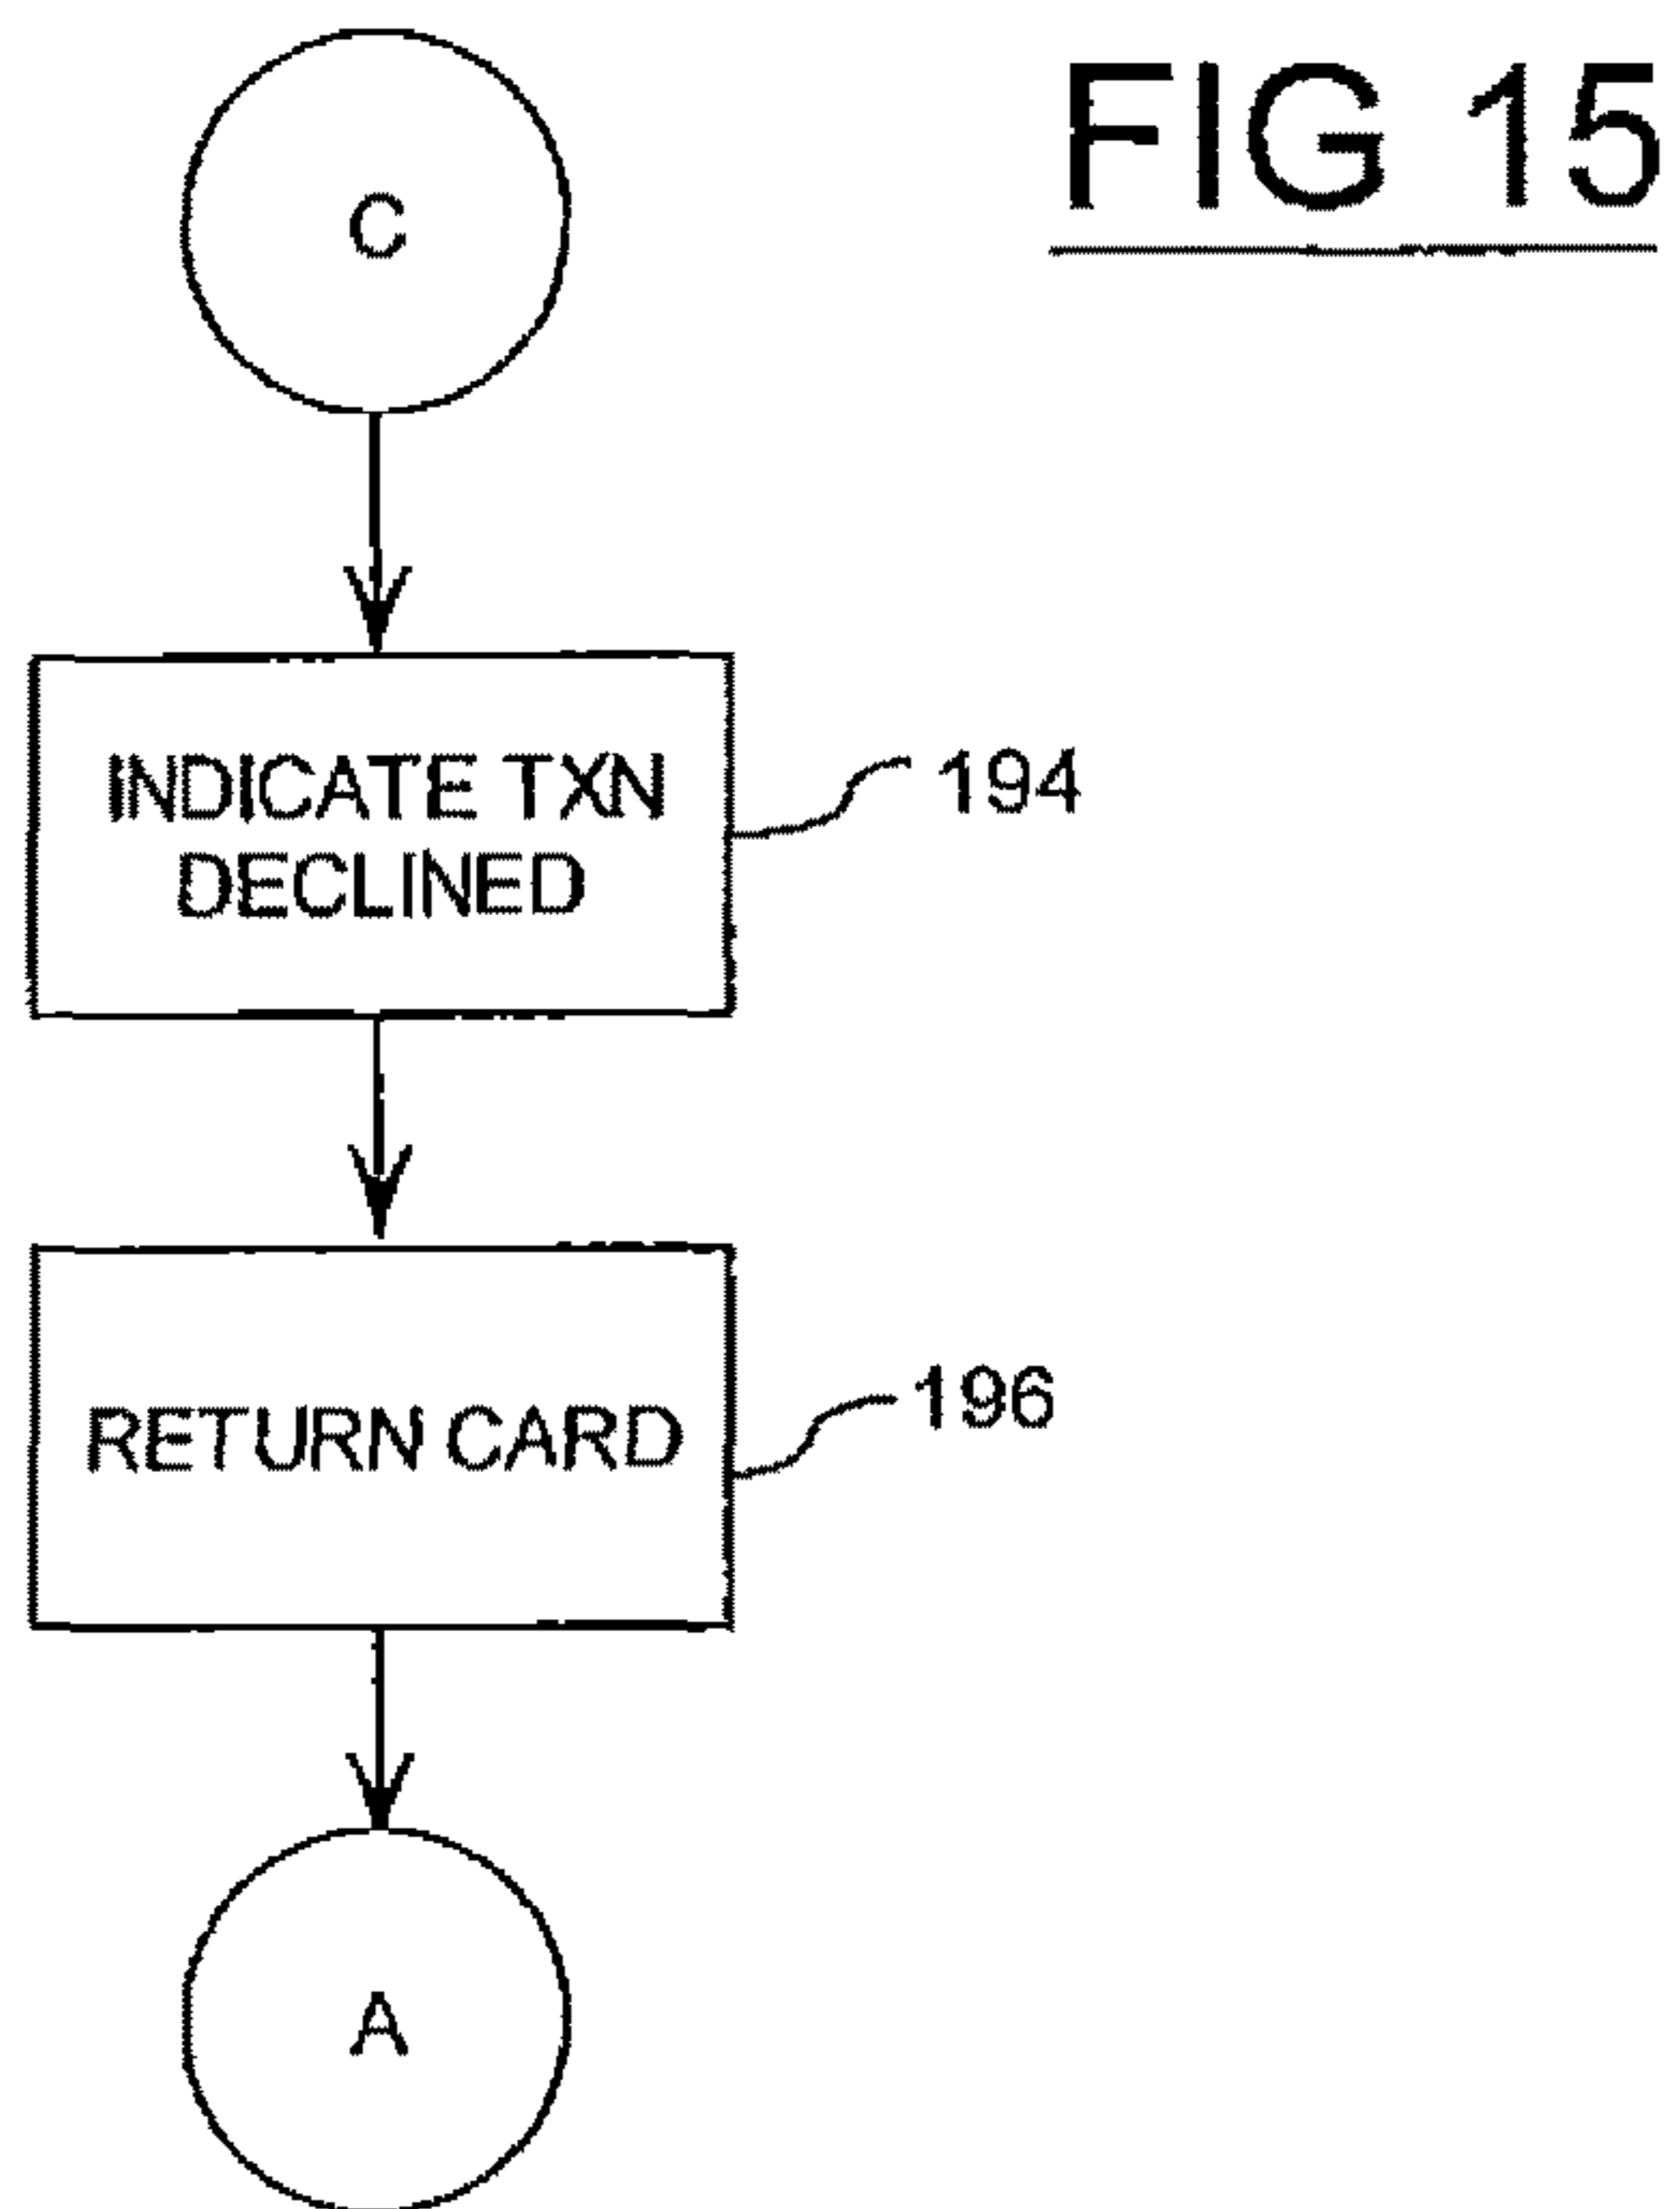 FIG 15
C
INDICATE TXN
DECLINED
194
RETURN CARD
196
A